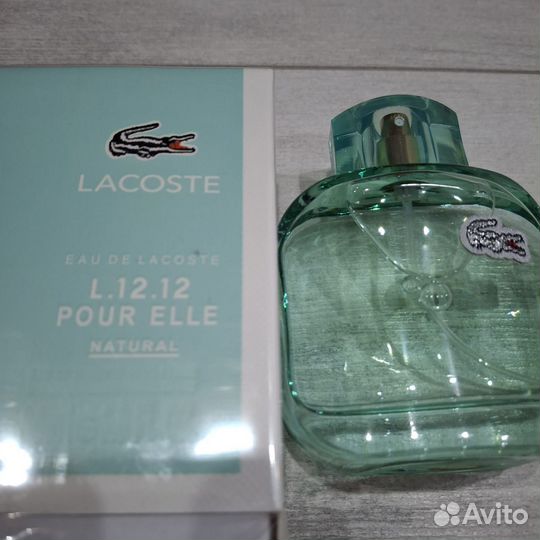 LACOSTE
EAU DE LACOSTE
L.12.12
POUR ELLE
NATURAL
Avito